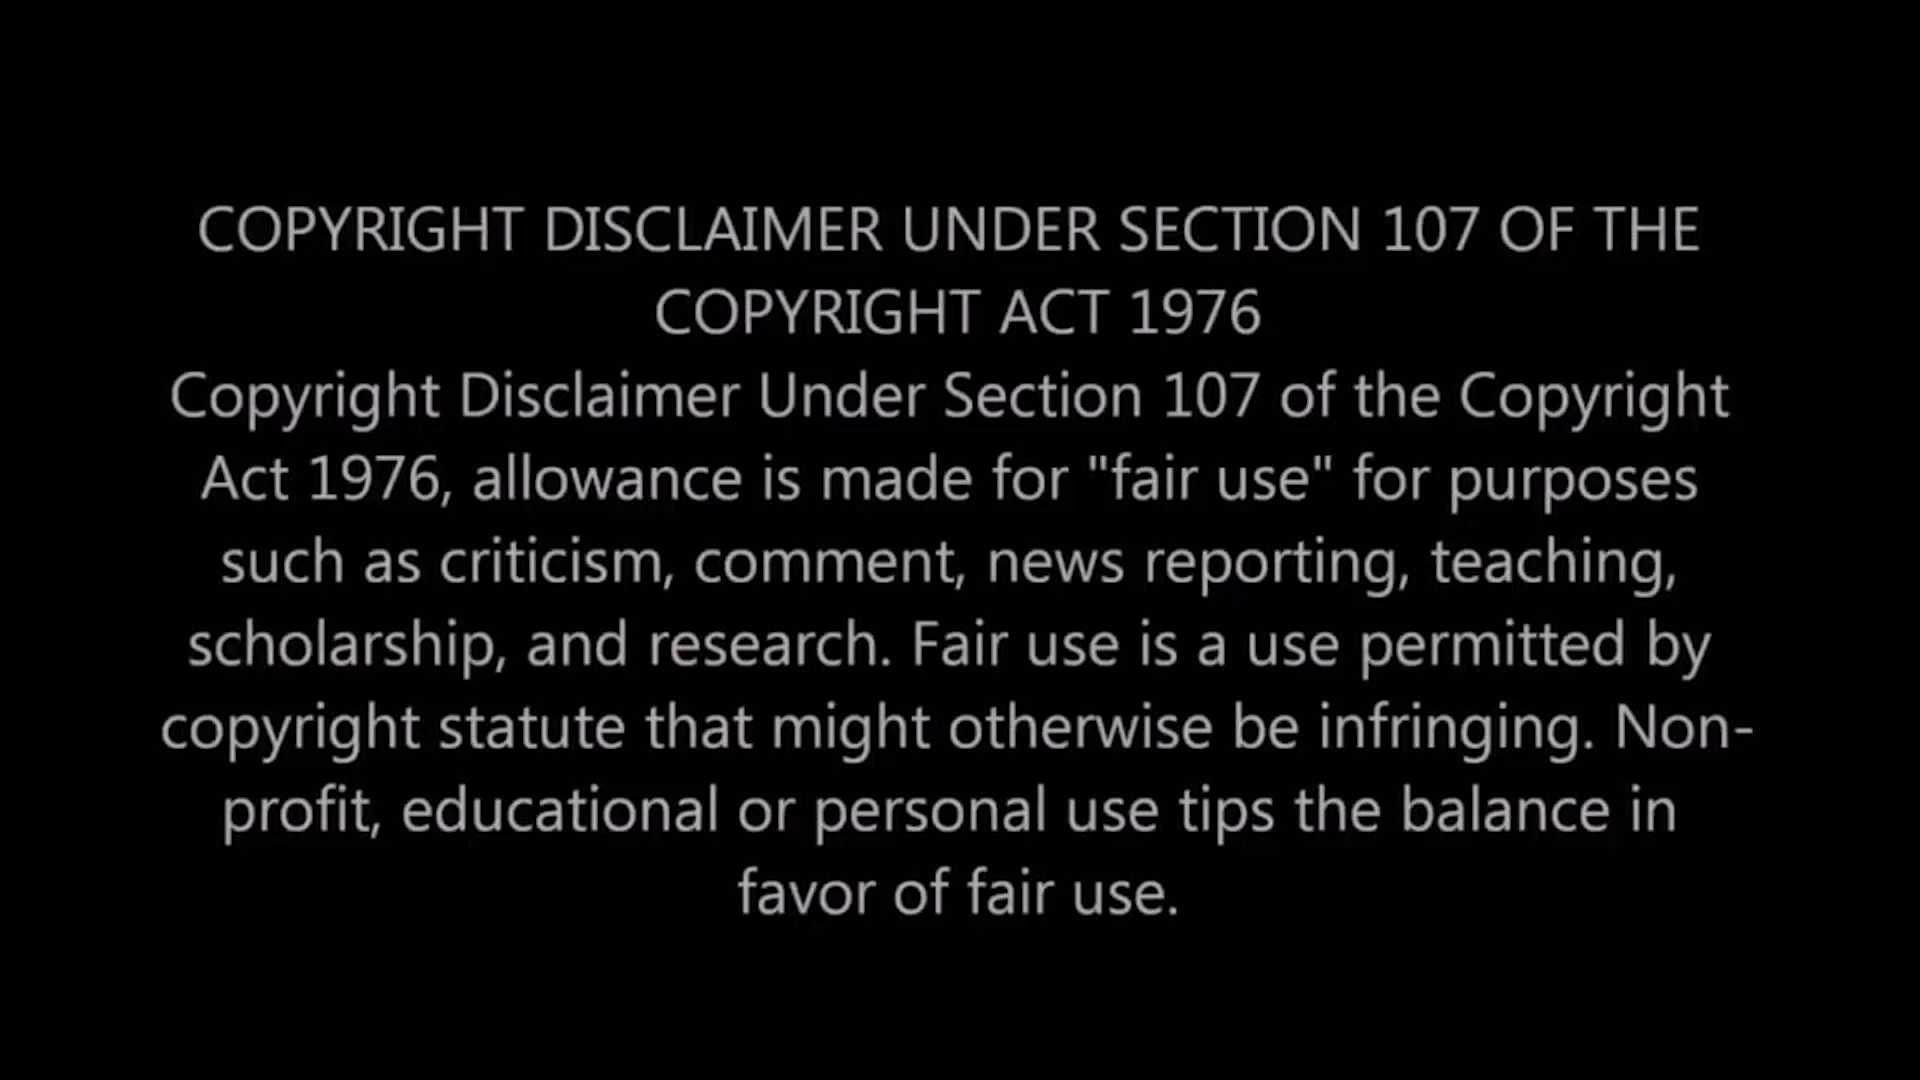 COPYRIGHT DISCLAIMER UNDER SECTION 107 OF THE
COPYRIGHT ACT 1976
Copyright Disclaimer Under Section 107 of the Copyright
Act 1976, allowance is made for "fair use" for purposes
such as criticism, comment, news reporting, teaching,
scholarship, and research. Fair use is a use permitted by
copyright statute that might otherwise be infringing. Non-
profit, educational or personal use tips the balance in
favor of fair use.